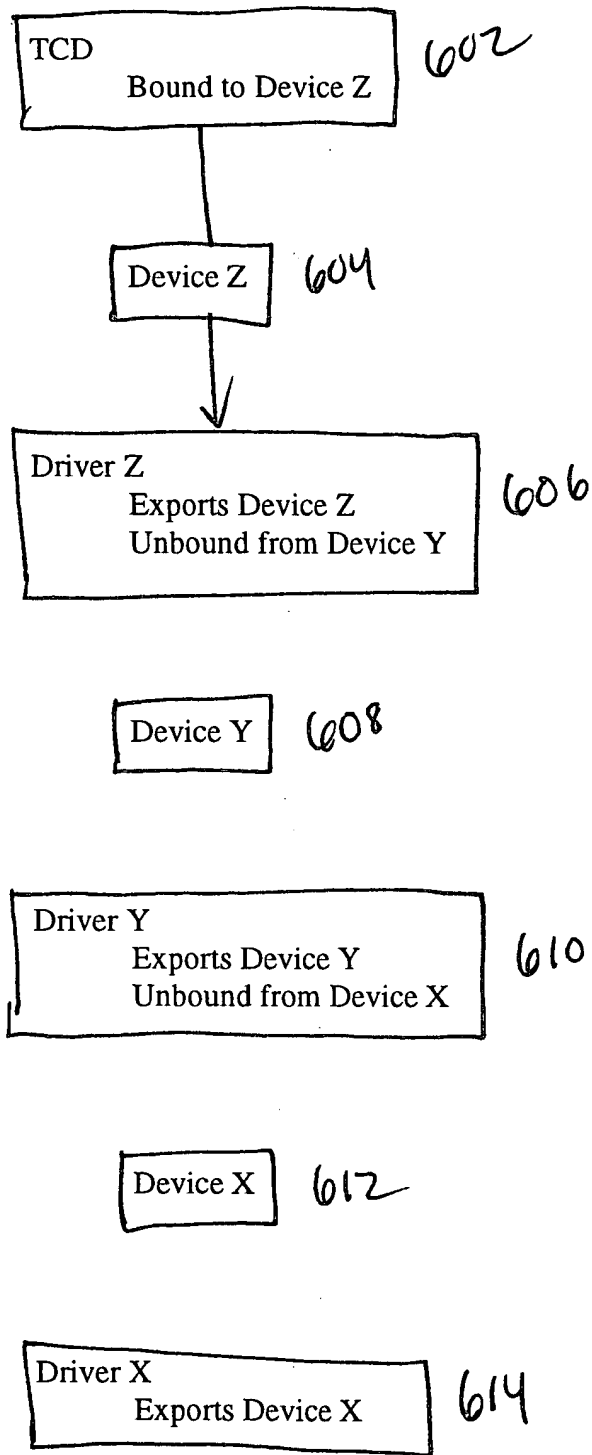 TCD
Bound to Device Z
602
Device Z
604
Driver Z
Exports Device Z
Unbound from Device Y
606
Device Y
608
Driver Y
Exports Device Y
Unbound from Device X
610
Device X
612
Driver X
Exports Device X
614